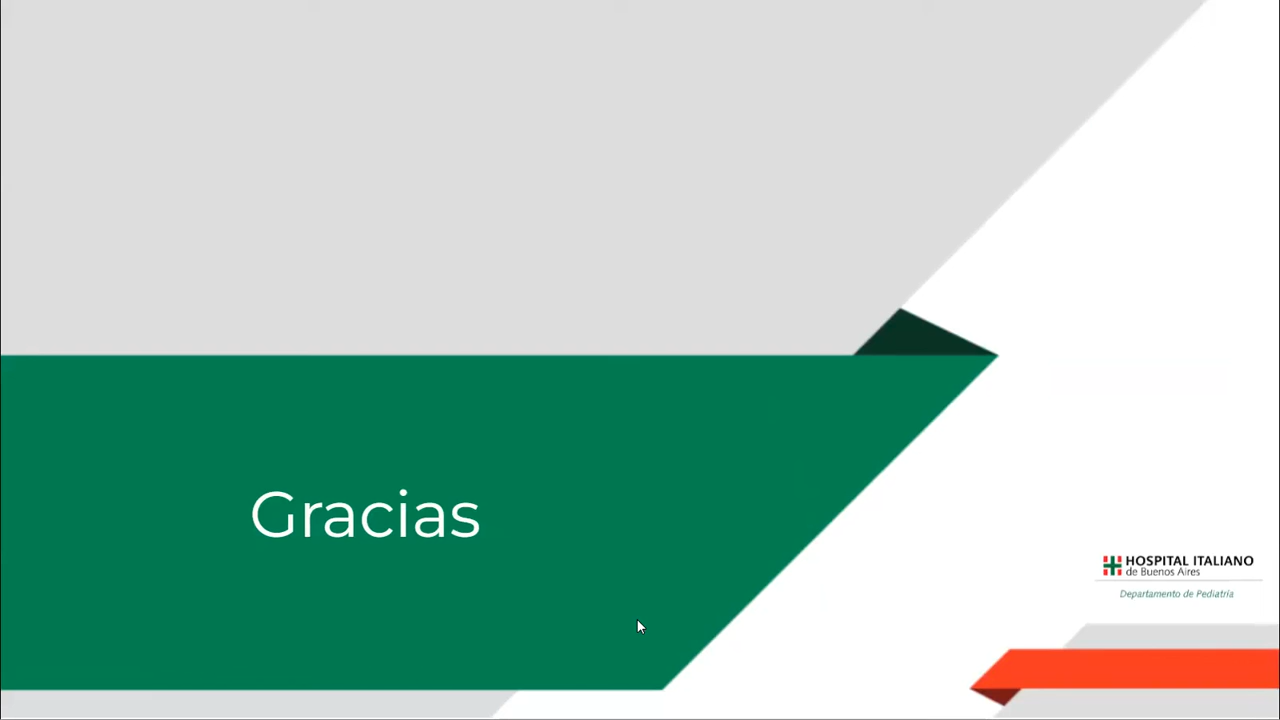 Gracias
HOSPITAL ITALIANO
de Buenos Aires
Departamento de Pediatría